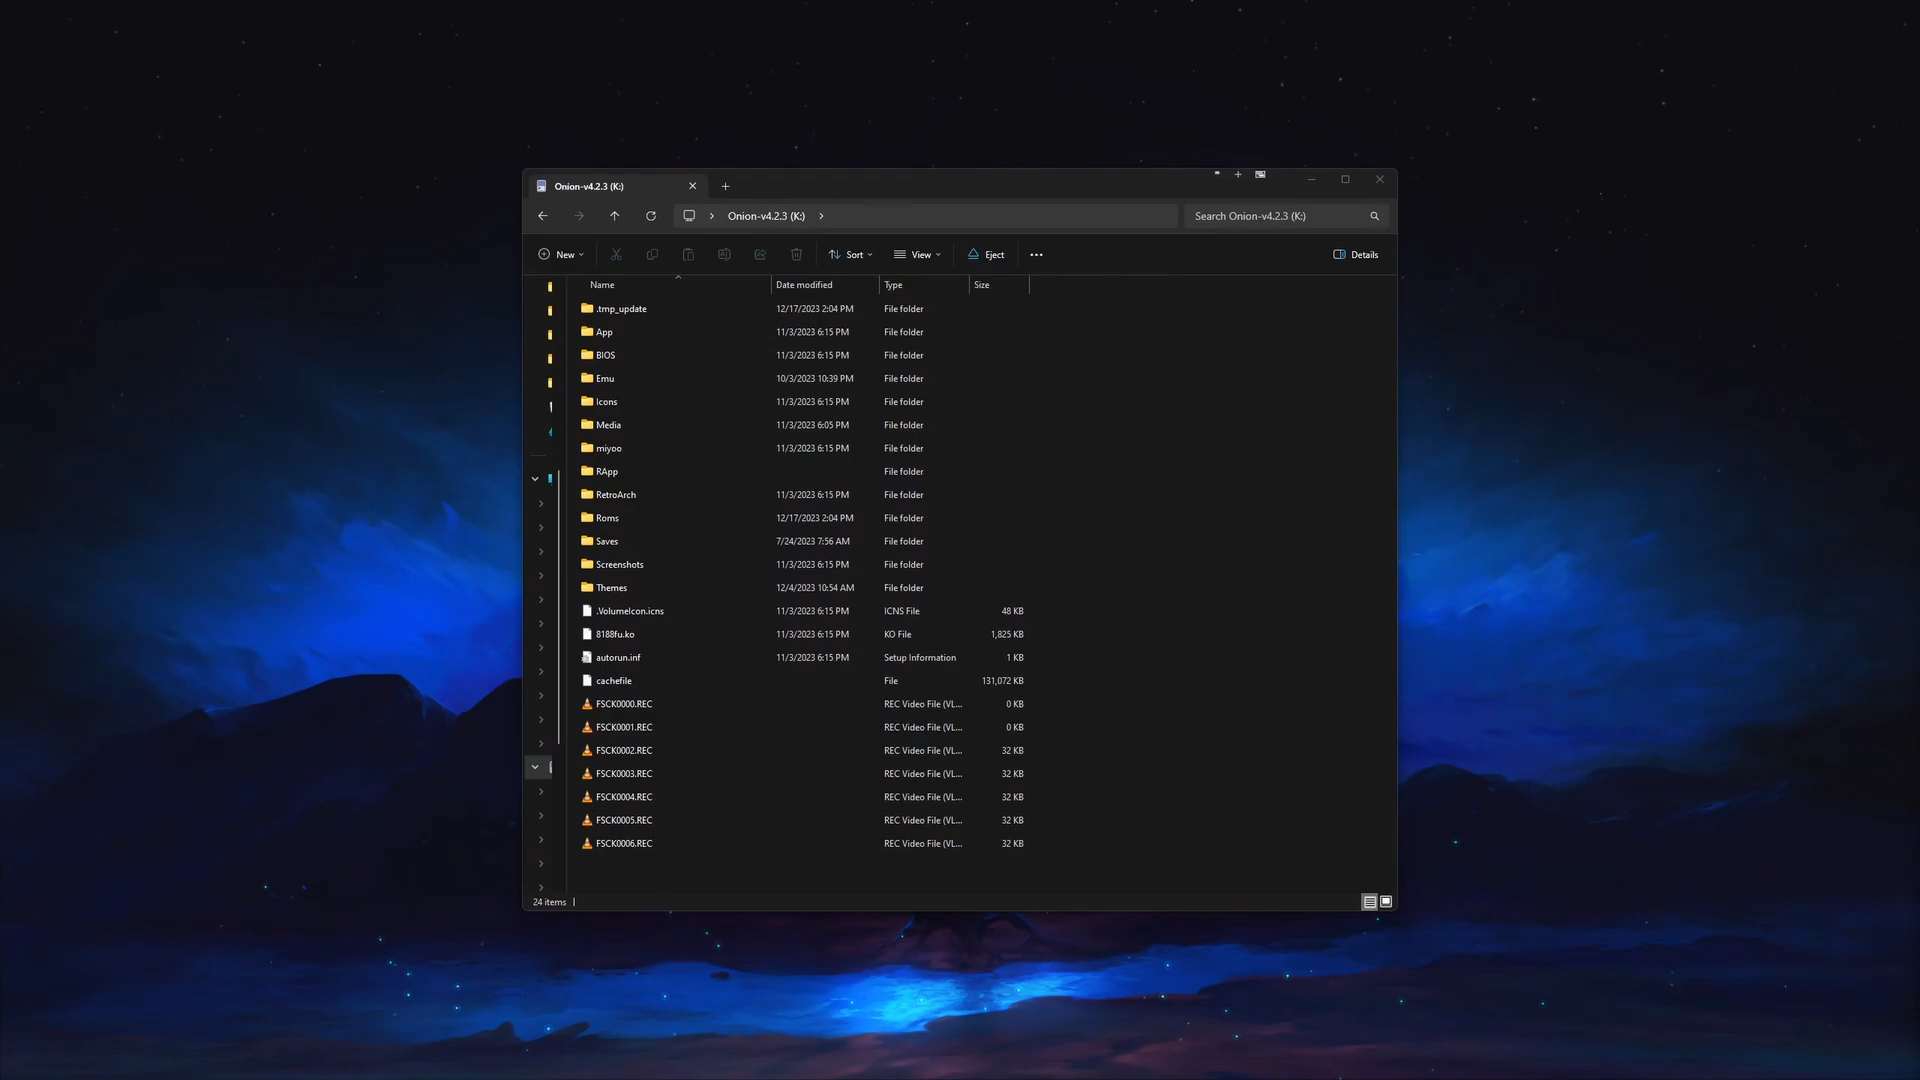 Onion-v4.2.3 (K:)
Onion-v4.2.3 (K:)
Search Onion-v4.2.3 (K:)
New
Sort
View
Eject
Details
Name Date modified Type Size
.tmp_update 12/17/2023 2:04 PM File folder
App 11/3/2023 6:15 PM File folder
BIOS 11/3/2023 6:15 PM File folder
Emu 10/3/2023 10:39 PM File folder
Icons 11/3/2023 6:15 PM File folder
Media 11/3/2023 6:05 PM File folder
miyoo 11/3/2023 6:15 PM File folder
RApp File folder
RetroArch 11/3/2023 6:15 PM File folder
Roms 12/17/2023 2:04 PM File folder
Saves 7/24/2023 7:56 AM File folder
Screenshots 11/3/2023 6:15 PM File folder
Themes 12/4/2023 10:54 AM File folder
.VolumeIcon.icns 11/3/2023 6:15 PM ICNS File 48 KB
8188fu.ko 11/3/2023 6:15 PM KO File 1,825 KB
autorun.inf 11/3/2023 6:15 PM Setup Information 1 KB
cachefile File 131,072 KB
FSCK0000.REC REC Video File (VL... 0 KB
FSCK0001.REC REC Video File (VL... 0 KB
FSCK0002.REC REC Video File (VL... 32 KB
FSCK0003.REC REC Video File (VL... 32 KB
FSCK0004.REC REC Video File (VL... 32 KB
FSCK0005.REC REC Video File (VL... 32 KB
FSCK0006.REC REC Video File (VL... 32 KB
24 items